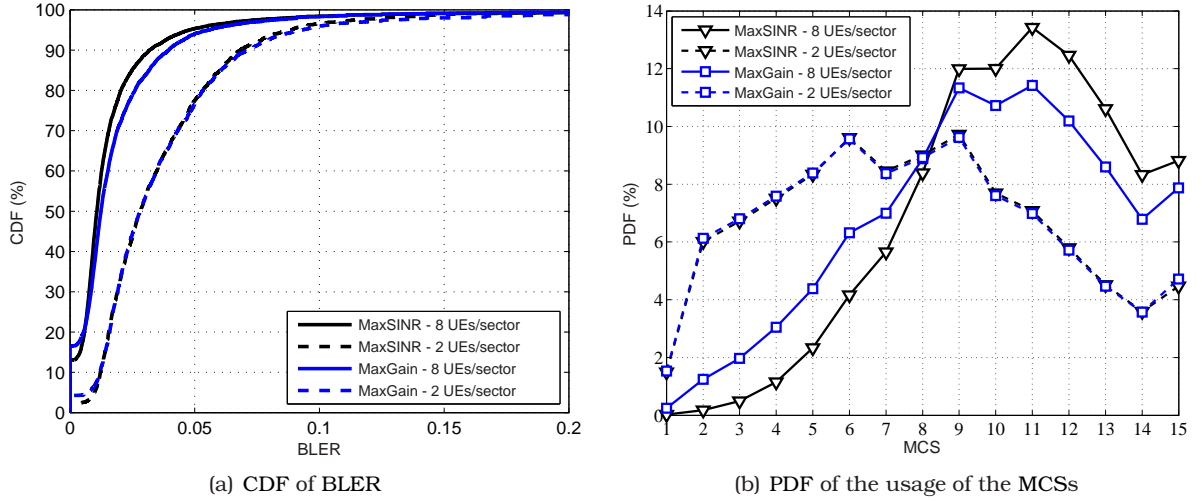 100
90
80
70
60
50
40
30
20
10
0
CDF (%)
0
0.05
0.1
0.15
0.2
BLER
MaxSINR - 8 UEs/sector
MaxSINR - 2 UEs/sector
MaxGain - 8 UEs/sector
MaxGain - 2 UEs/sector
(a) CDF of BLER
14
12
10
8
6
4
2
0
PDF (%)
1 2 3 4 5 6 7 8 9 10 11 12 13 14 15
MCS
MaxSINR - 8 UEs/sector
MaxSINR - 2 UEs/sector
MaxGain - 8 UEs/sector
MaxGain - 2 UEs/sector
(b) PDF of the usage of the MCSs